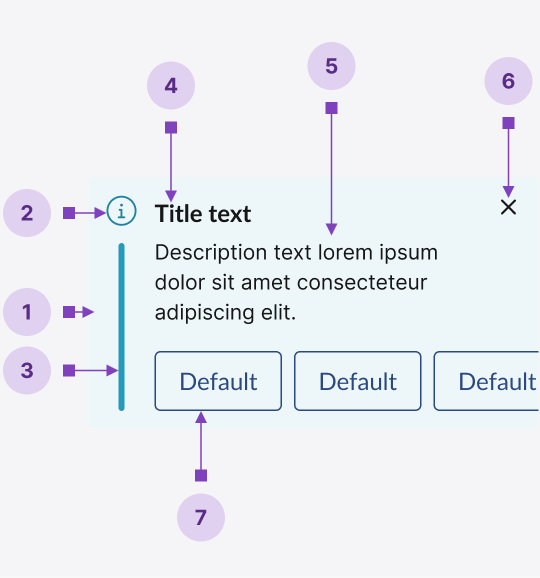 5
4
6
2
Title text
Description text lorem ipsum
dolor sit amet consecteteur
adipiscing elit.
1
3
Default
Default
Default
7